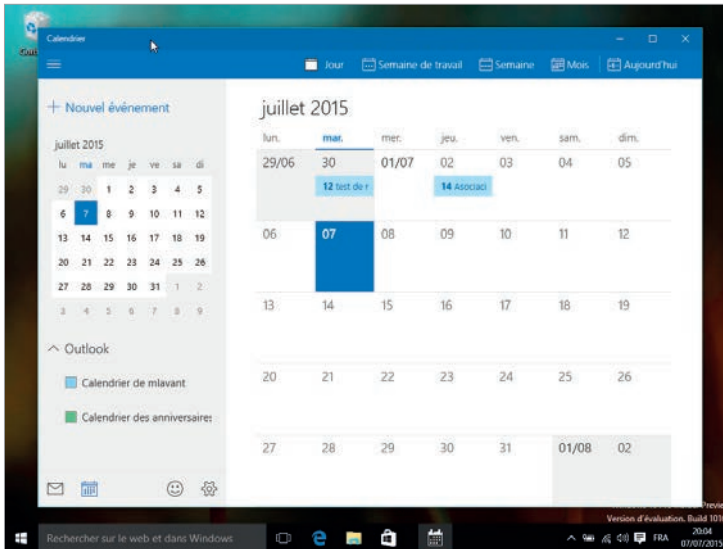 Calendrier
Jour Semaine de travail Semaine Mois Aujourd'hui
+ Nouvel événement
juillet 2015
lu ma me je ve sa di
29 30 1 2 3 4 5
6 7 8 9 10 11 12
13 14 15 16 17 18 19
20 21 22 23 24 25 26
27 28 29 30 31 1 2
3 4 5 6 7 8 9
Outlook
Calendrier de mlavant
Calendrier des anniversaires
juillet 2015
lun. mar. mer. jeu. ven. sam. dim.
29/06 30 01/07 02 03 04 05
12 test de r 14 Asociaci
06 07 08 09 10 11 12
13 14 15 16 17 18 19
20 21 22 23 24 25 26
27 28 29 30 31 01/08 02
Version d'évaluation. Build 101
Rechercher sur le web et dans Windows
FRA
20:04
07/07/2015